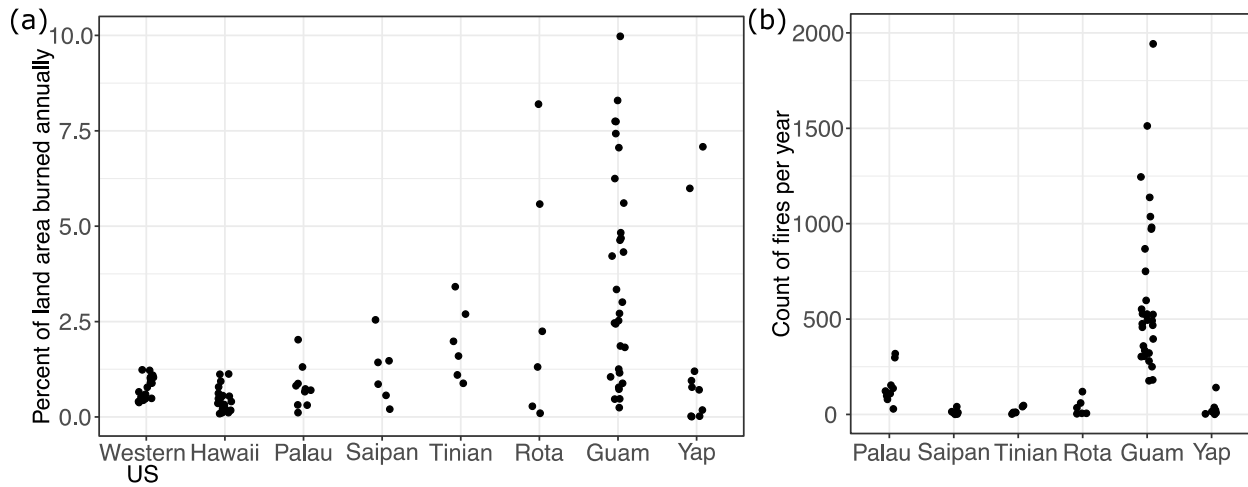 (a)
Percent of land area burned annually
10.0
7.5
5.0
2.5
0.0
Western US
Hawaii
Palau
Saipan
Tinian
Rota
Guam
Yap
(b)
Count of fires per year
2000
1500
1000
500
0
Palau
Saipan
Tinian
Rota
Guam
Yap